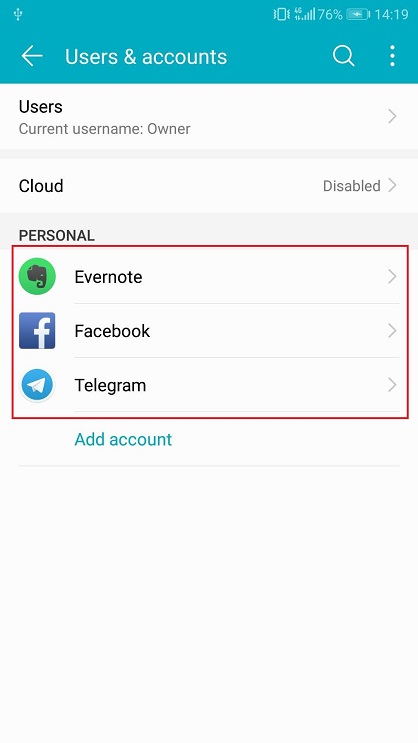 4G 76% 14:19
Users & accounts
Users
Current username: Owner
Cloud Disabled
PERSONAL
Evernote
Facebook
Telegram
Add account